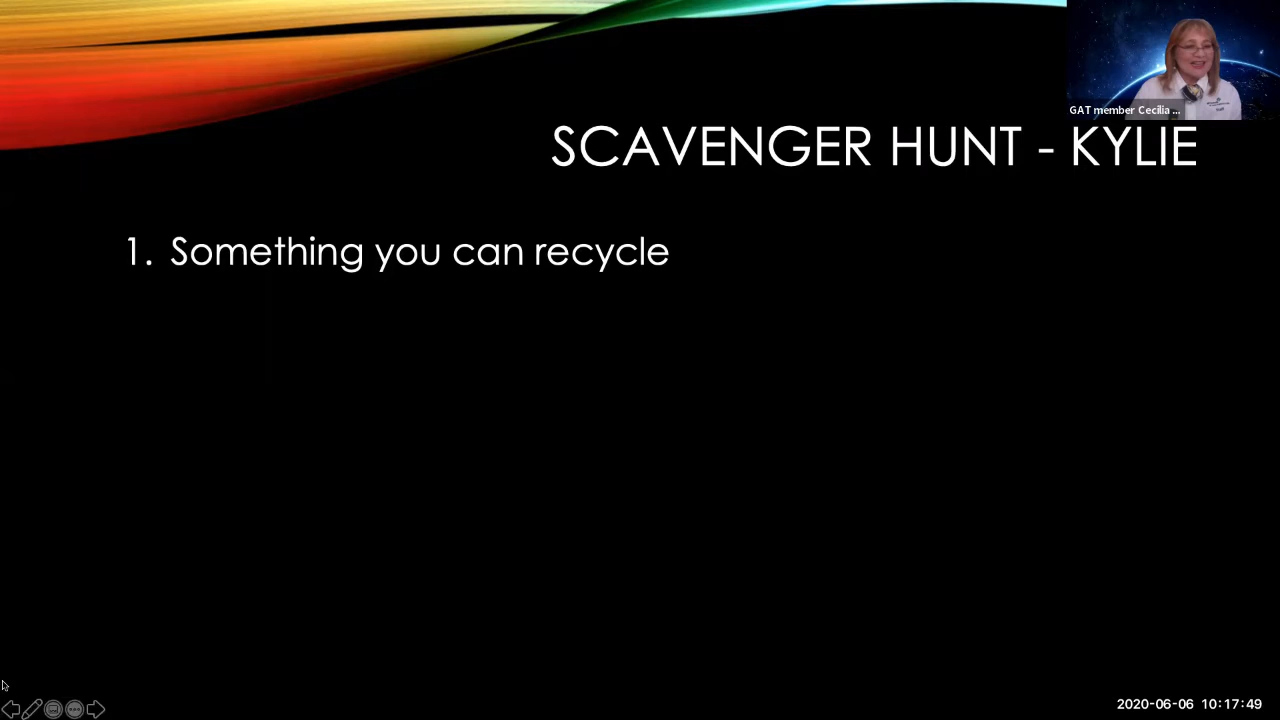 GAT member Cecilia ...
SCAVENGER HUNT - KYLIE
1. Something you can recycle
2020-06-06 10:17:49